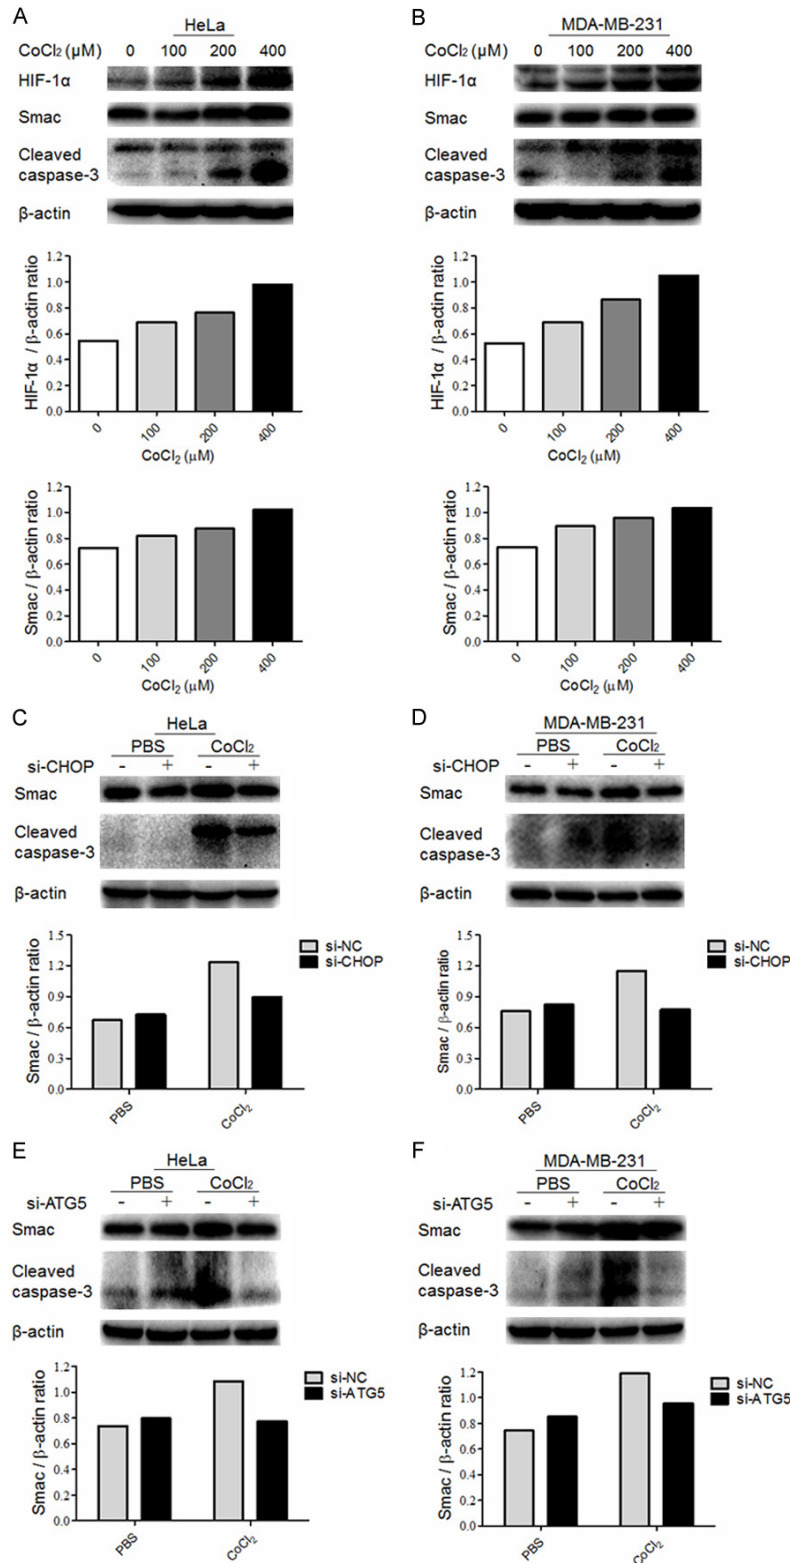 A
HeLa
CoCl2 (μM) 0 100 200 400
HIF-1α
Smac
Cleaved
caspase-3
β-actin
1.2
1.0
0.8
0.6
0.4
0.2
0.0
HIF-1α / β-actin ratio
0 100 200 400
CoCl2 (μM)
1.2
1.0
0.8
0.6
0.4
0.2
0.0
Smac / β-actin ratio
0 100 200 400
CoCl2 (μM)
B
MDA-MB-231
CoCl2 (μM) 0 100 200 400
HIF-1α
Smac
Cleaved
caspase-3
β-actin
1.2
1.0
0.8
0.6
0.4
0.2
0.0
HIF-1α / β-actin ratio
0 100 200 400
CoCl2 (μM)
1.2
1.0
0.8
0.6
0.4
0.2
0.0
Smac / β-actin ratio
0 100 200 400
CoCl2 (μM)
C
HeLa
PBS CoCl2
si-CHOP - + - +
Smac
Cleaved
caspase-3
β-actin
1.5
1.2
0.9
0.6
0.3
0.0
Smac / β-actin ratio
si-NC
si-CHOP
PBS CoCl2
D
MDA-MB-231
PBS CoCl2
si-CHOP - + - +
Smac
Cleaved
caspase-3
β-actin
1.5
1.2
0.9
0.6
0.3
0.0
Smac / β-actin ratio
si-NC
si-CHOP
PBS CoCl2
E
HeLa
PBS CoCl2
si-ATG5 - + - +
Smac
Cleaved
caspase-3
β-actin
1.2
1.0
0.8
0.6
0.4
0.2
0.0
Smac / β-actin ratio
si-NC
si-ATG5
PBS CoCl2
F
MDA-MB-231
PBS CoCl2
si-ATG5 - + - +
Smac
Cleaved
caspase-3
β-actin
1.2
1.0
0.8
0.6
0.4
0.2
0.0
Smac / β-actin ratio
si-NC
si-ATG5
PBS CoCl2